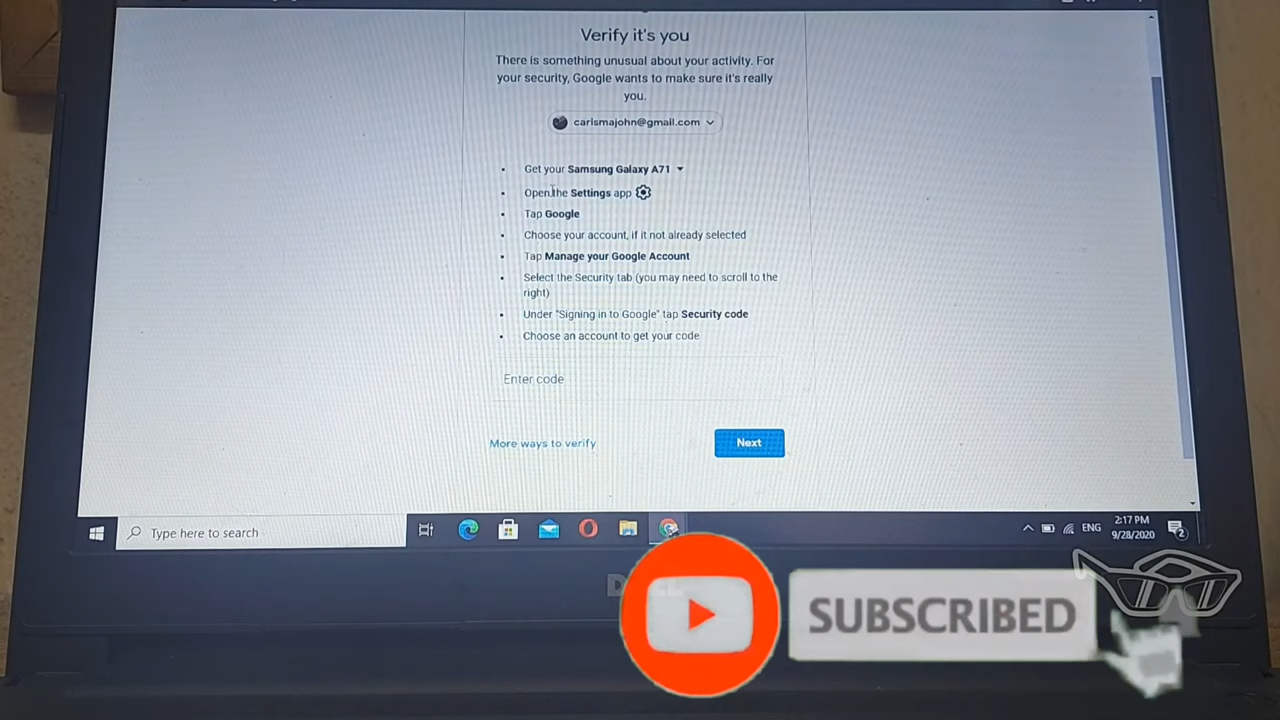 Verify it's you
There is something unusual about your activity. For
your security, Google wants to make sure it's really
you.
carismajohn@gmail.com
Get your Samsung Galaxy A71
Open the Settings app
Tap Google
Choose your account, if it not already selected
Tap Manage your Google Account
Select the Security tab (you may need to scroll to the
right)
Under "Signing in to Google" tap Security code
Choose an account to get your code
Enter code
More ways to verify
Next
Type here to search
ENG
2:17 PM
9/28/2020
2
SUBSCRIBED